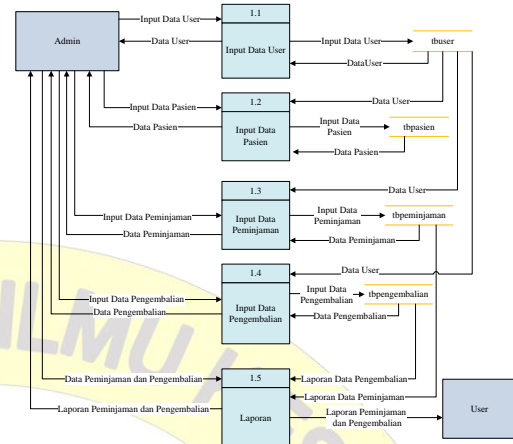 1.1
Admin
Input Data User
Data User
Input Data User
Input Data User
tbuser
DataUser
1.2
Input Data
Pasien
Input Data Pasien
Data Pasien
Data User
Input Data
Pasien
tbpasien
Data Pasien
1.3
Input Data
Peminjaman
Input Data Peminjaman
Data Peminjaman
Data User
Input Data
Peminjaman
tbpeminjaman
Data Peminjaman
1.4
Input Data
Pengembalian
Input Data Pengembalian
Data Pengembalian
Data User
Input Data
Pengembalian
tbpengembalian
Data Pengembalian
1.5
Laporan
Data Peminjaman dan Pengembalian
Laporan Peminjaman dan Pengembalian
Laporan Data Pengembalian
Laporan Data Peminjaman
Laporan Peminjaman
dan Pengembalian
User
ILMU